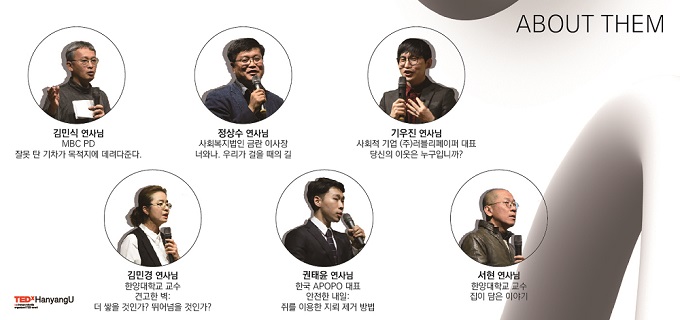 ABOUT THEM
김민식 연사님
MBC PD
잘못 탄 기차가 목적지에 데려다준다.
정상수 연사님
사회복지법인 금란 이사장
너와나. 우리가 걸을 때의 길
기우진 연사님
사회적 기업 (주)러블리페이퍼 대표
당신의 이웃은 누구입니까?
김민경 연사님
한양대학교 교수
견고한 벽:
더 쌓을 것인가? 뛰어넘을 것인가?
권태윤 연사님
한국 APOPO 대표
안전한 내일:
쥐를 이용한 지뢰 제거 방법
서현 연사님
한양대학교 교수
집이 담은 이야기
TEDxHanyangU